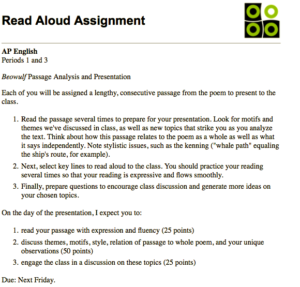 Read Aloud Assignment
AP English
Periods 1 and 3
Beowulf Passage Analysis and Presentation
Each of you will be assigned a lengthy, consecutive passage from the poem to present to the
class.
1. Read the passage several times to prepare for your presentation. Look for motifs and
themes we've discussed in class, as well as new topics that strike you as you analyze
the text. Think about how this passage relates to the poem as a whole as well as what
it says independently. Note stylistic issues, such as the kenning ("whale path" equaling
the ship's route, for example).
2. Next, select key lines to read aloud to the class. You should practice your reading
several times so that your reading is expressive and flows smoothly.
3. Finally, prepare questions to encourage class discussion and generate more ideas on
your chosen topics.
On the day of the presentation, I expect you to:
1. read your passage with expression and fluency (25 points)
2. discuss themes, motifs, style, relation of passage to whole poem, and your unique
observations (50 points)
3. engage the class in a discussion on these topics (25 points)
Due: Next Friday.